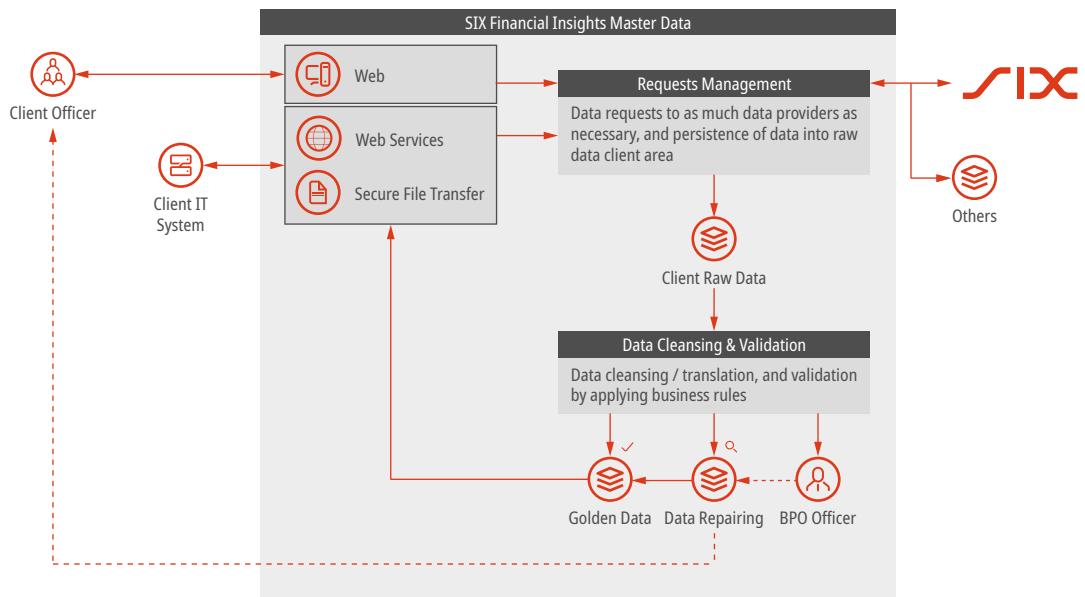 SIX Financial Insights Master Data
Client Officer
Web
Web Services
Secure File Transfer
Client IT
System
Requests Management
Data requests to as much data providers as
necessary, and persistence of data into raw
data client area
SIX
Others
Client Raw Data
Data Cleansing & Validation
Data cleansing / translation, and validation
by applying business rules
Golden Data
Data Repairing
BPO Officer